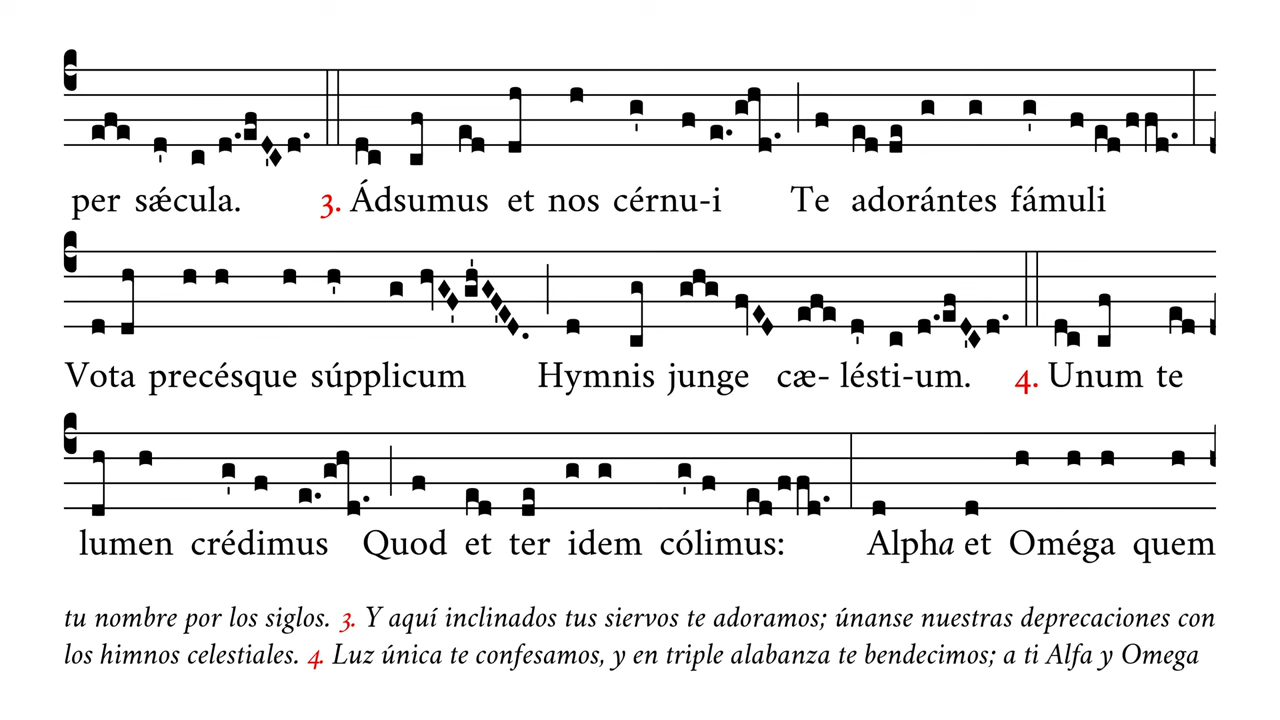 per sǽcula. 3. Ádsumus et nos cérnu-i Te adorántes fámuli
Vota precésque súpplicum Hymnis junge cæ- lésti-um. 4. Unum te
lumen crédimus Quod et ter idem cólimus: Alpha et Oméga quem
tu nombre por los siglos. 3. Y aquí inclinados tus siervos te adoramos; únanse nuestras deprecaciones con
los himnos celestiales. 4. Luz única te confesamos, y en triple alabanza te bendecimos; a ti Alfa y Omega